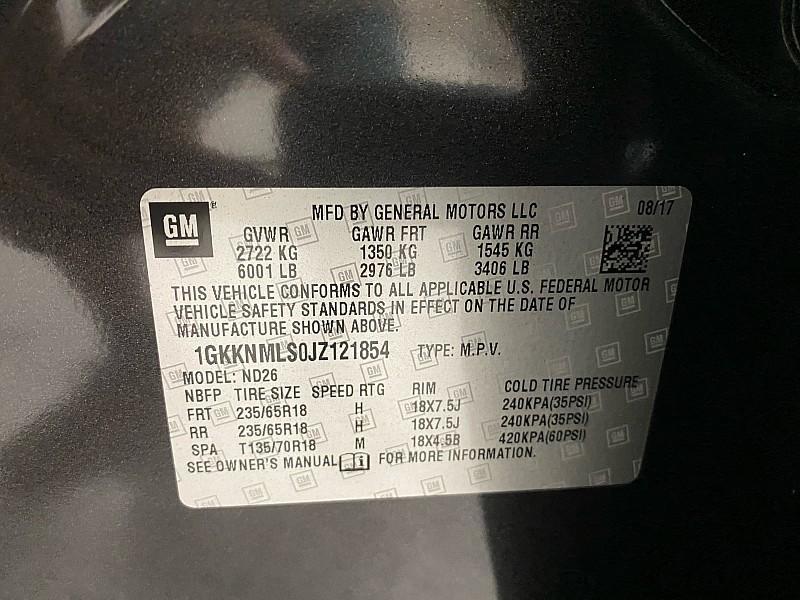 GM MFD BY GENERAL MOTORS LLC 08/17
GVWR GAWR FRT GAWR RR
2722 KG 1350 KG 1545 KG
6001 LB 2976 LB 3406 LB
THIS VEHICLE CONFORMS TO ALL APPLICABLE U.S. FEDERAL MOTOR
VEHICLE SAFETY STANDARDS IN EFFECT ON THE DATE OF
MANUFACTURE SHOWN ABOVE.
1GKKNMLS0JZ121854 TYPE: M.P.V.
MODEL: ND26
NBFP TIRE SIZE SPEED RTG RIM COLD TIRE PRESSURE
FRT 235/65R18 H 18X7.5J 240KPA(35PSI)
RR 235/65R18 H 18X7.5J 240KPA(35PSI)
SPA T135/70R18 M 18X4.5B 420KPA(60PSI)
SEE OWNER'S MANUAL i FOR MORE INFORMATION.